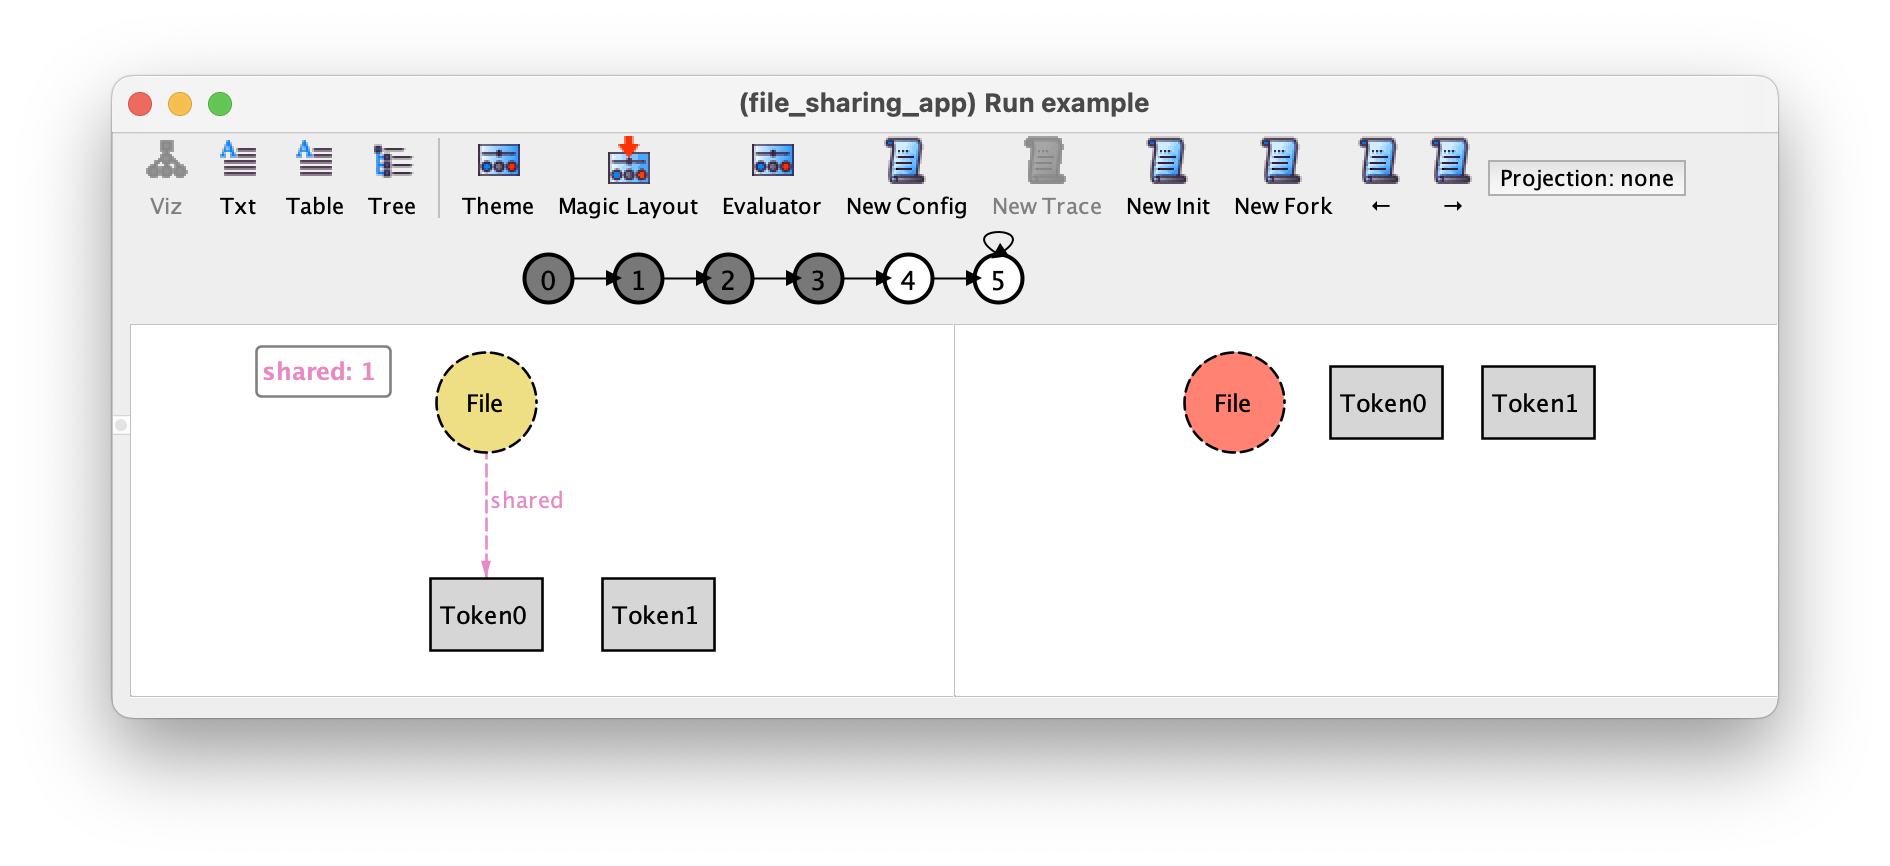 (file_sharing_app) Run example
Viz Txt Table Tree Theme Magic Layout Evaluator New Config New Trace New Init New Fork ← → Projection: none
0 1 2 3 4 5
shared: 1
File
shared
Token0 Token1
File Token0 Token1